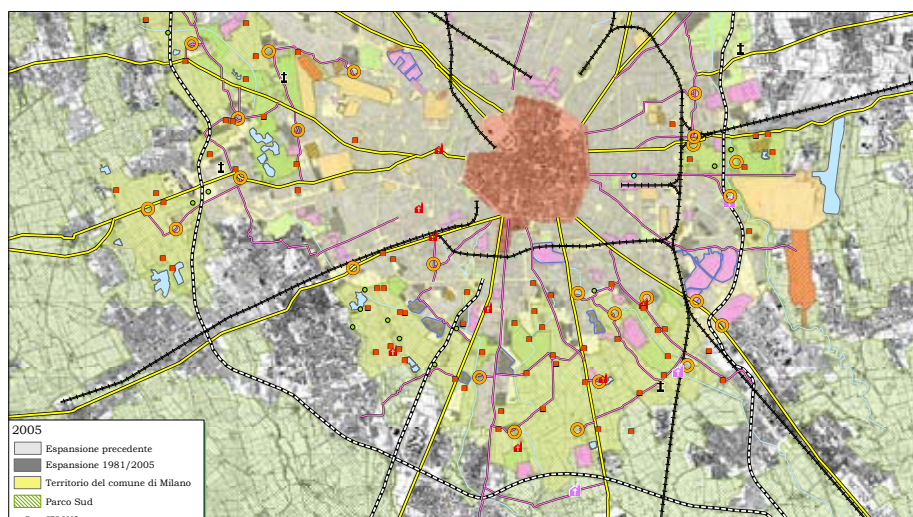 2005
Espansione precedente
Espansione 1981/2005
Territorio del comune di Milano
Parco Sud